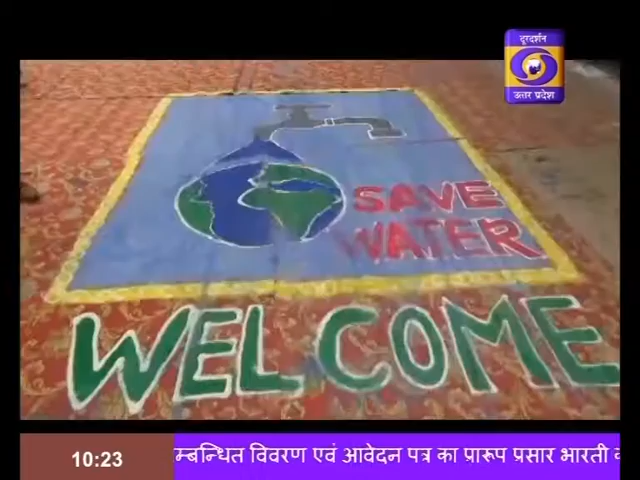 दूरदर्शन
उत्तर प्रदेश
SAVE
WATER
WELCOME
10:23
म्बन्धित विवरण एवं आवेदन पत्र का प्रारूप प्रसार भारती